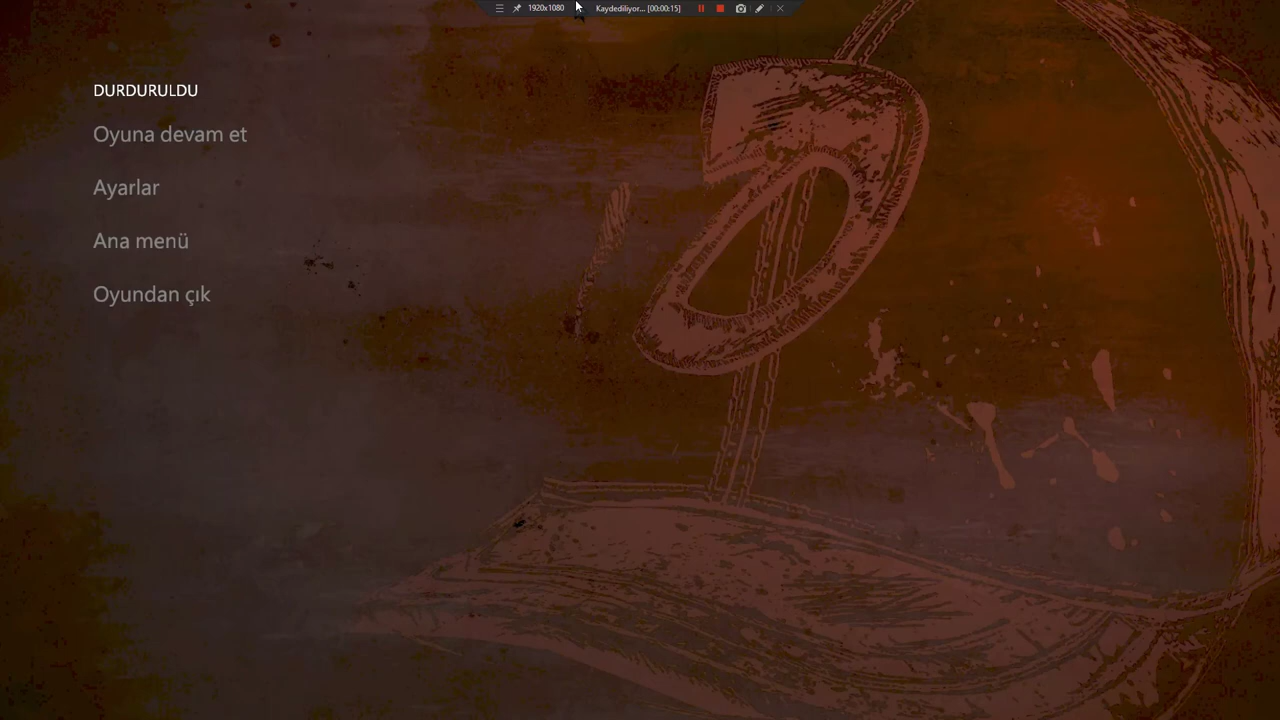 1920x1080 Kaydediliyor... [00:00:15]
DURDURULDU
Oyuna devam et
Ayarlar
Ana menü
Oyundan çık